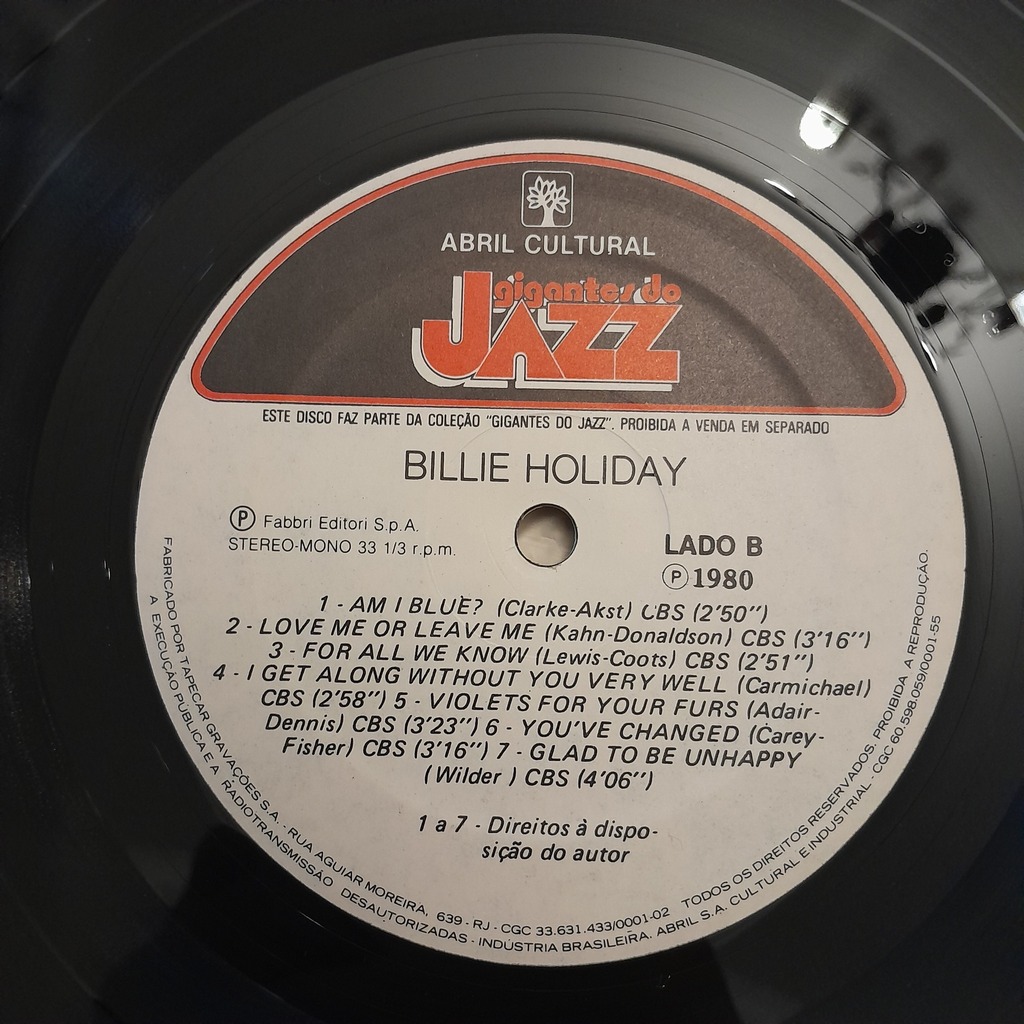 ABRIL CULTURAL
gigantes do
JAZZ
ESTE DISCO FAZ PARTE DA COLEÇÃO "GIGANTES DO JAZZ". PROIBIDA A VENDA EM SEPARADO
BILLIE HOLIDAY
Ⓟ Fabbri Editori S.p.A.
STEREO-MONO 33 1/3 r.p.m.
LADO B
Ⓟ 1980
1 - AM I BLUE? (Clarke-Akst) CBS (2'50'')
2 - LOVE ME OR LEAVE ME (Kahn-Donaldson) CBS (3'16'')
3 - FOR ALL WE KNOW (Lewis-Coots) CBS (2'51'')
4 - I GET ALONG WITHOUT YOU VERY WELL (Carmichael)
CBS (2'58'') 5 - VIOLETS FOR YOUR FURS (Adair-
Dennis) CBS (3'23'') 6 - YOU'VE CHANGED (Carey-
Fisher) CBS (3'16'') 7 - GLAD TO BE UNHAPPY
(Wilder ) CBS (4'06'')
1 a 7 - Direitos à dispo-
sição do autor
FABRICADO POR TAPECAR GRAVAÇÕES S.A. - RUA AGUIAR MOREIRA, 639 - RJ - CGC 33.631.433/0001-02 TODOS OS DIREITOS RESERVADOS. PROIBIDA A REPRODUÇÃO.
A EXECUÇÃO PÚBLICA E A RADIOTRANSMISSÃO DESAUTORIZADAS - INDÚSTRIA BRASILEIRA. ABRIL S.A. CULTURAL E INDUSTRIAL - CGC 60.598.059/0001-55